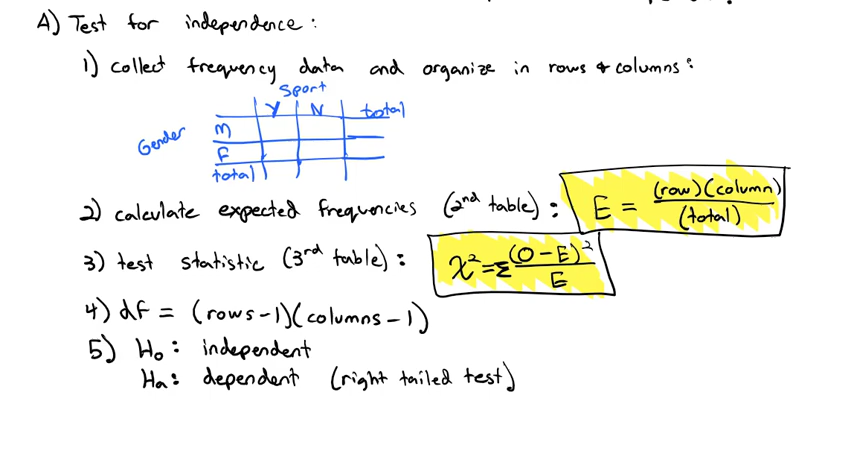 A) Test for independence:
1) collect frequency data and organize in rows & columns:
Sport
Y N total
Gender
M
F
total
2) calculate expected frequencies (2nd table): E = (row)(column) / (total)
3) test statistic (3rd table): χ² = Σ (O - E)² / E
4) df = (rows - 1)(columns - 1)
5) H₀: independent
Ha: dependent (right tailed test)